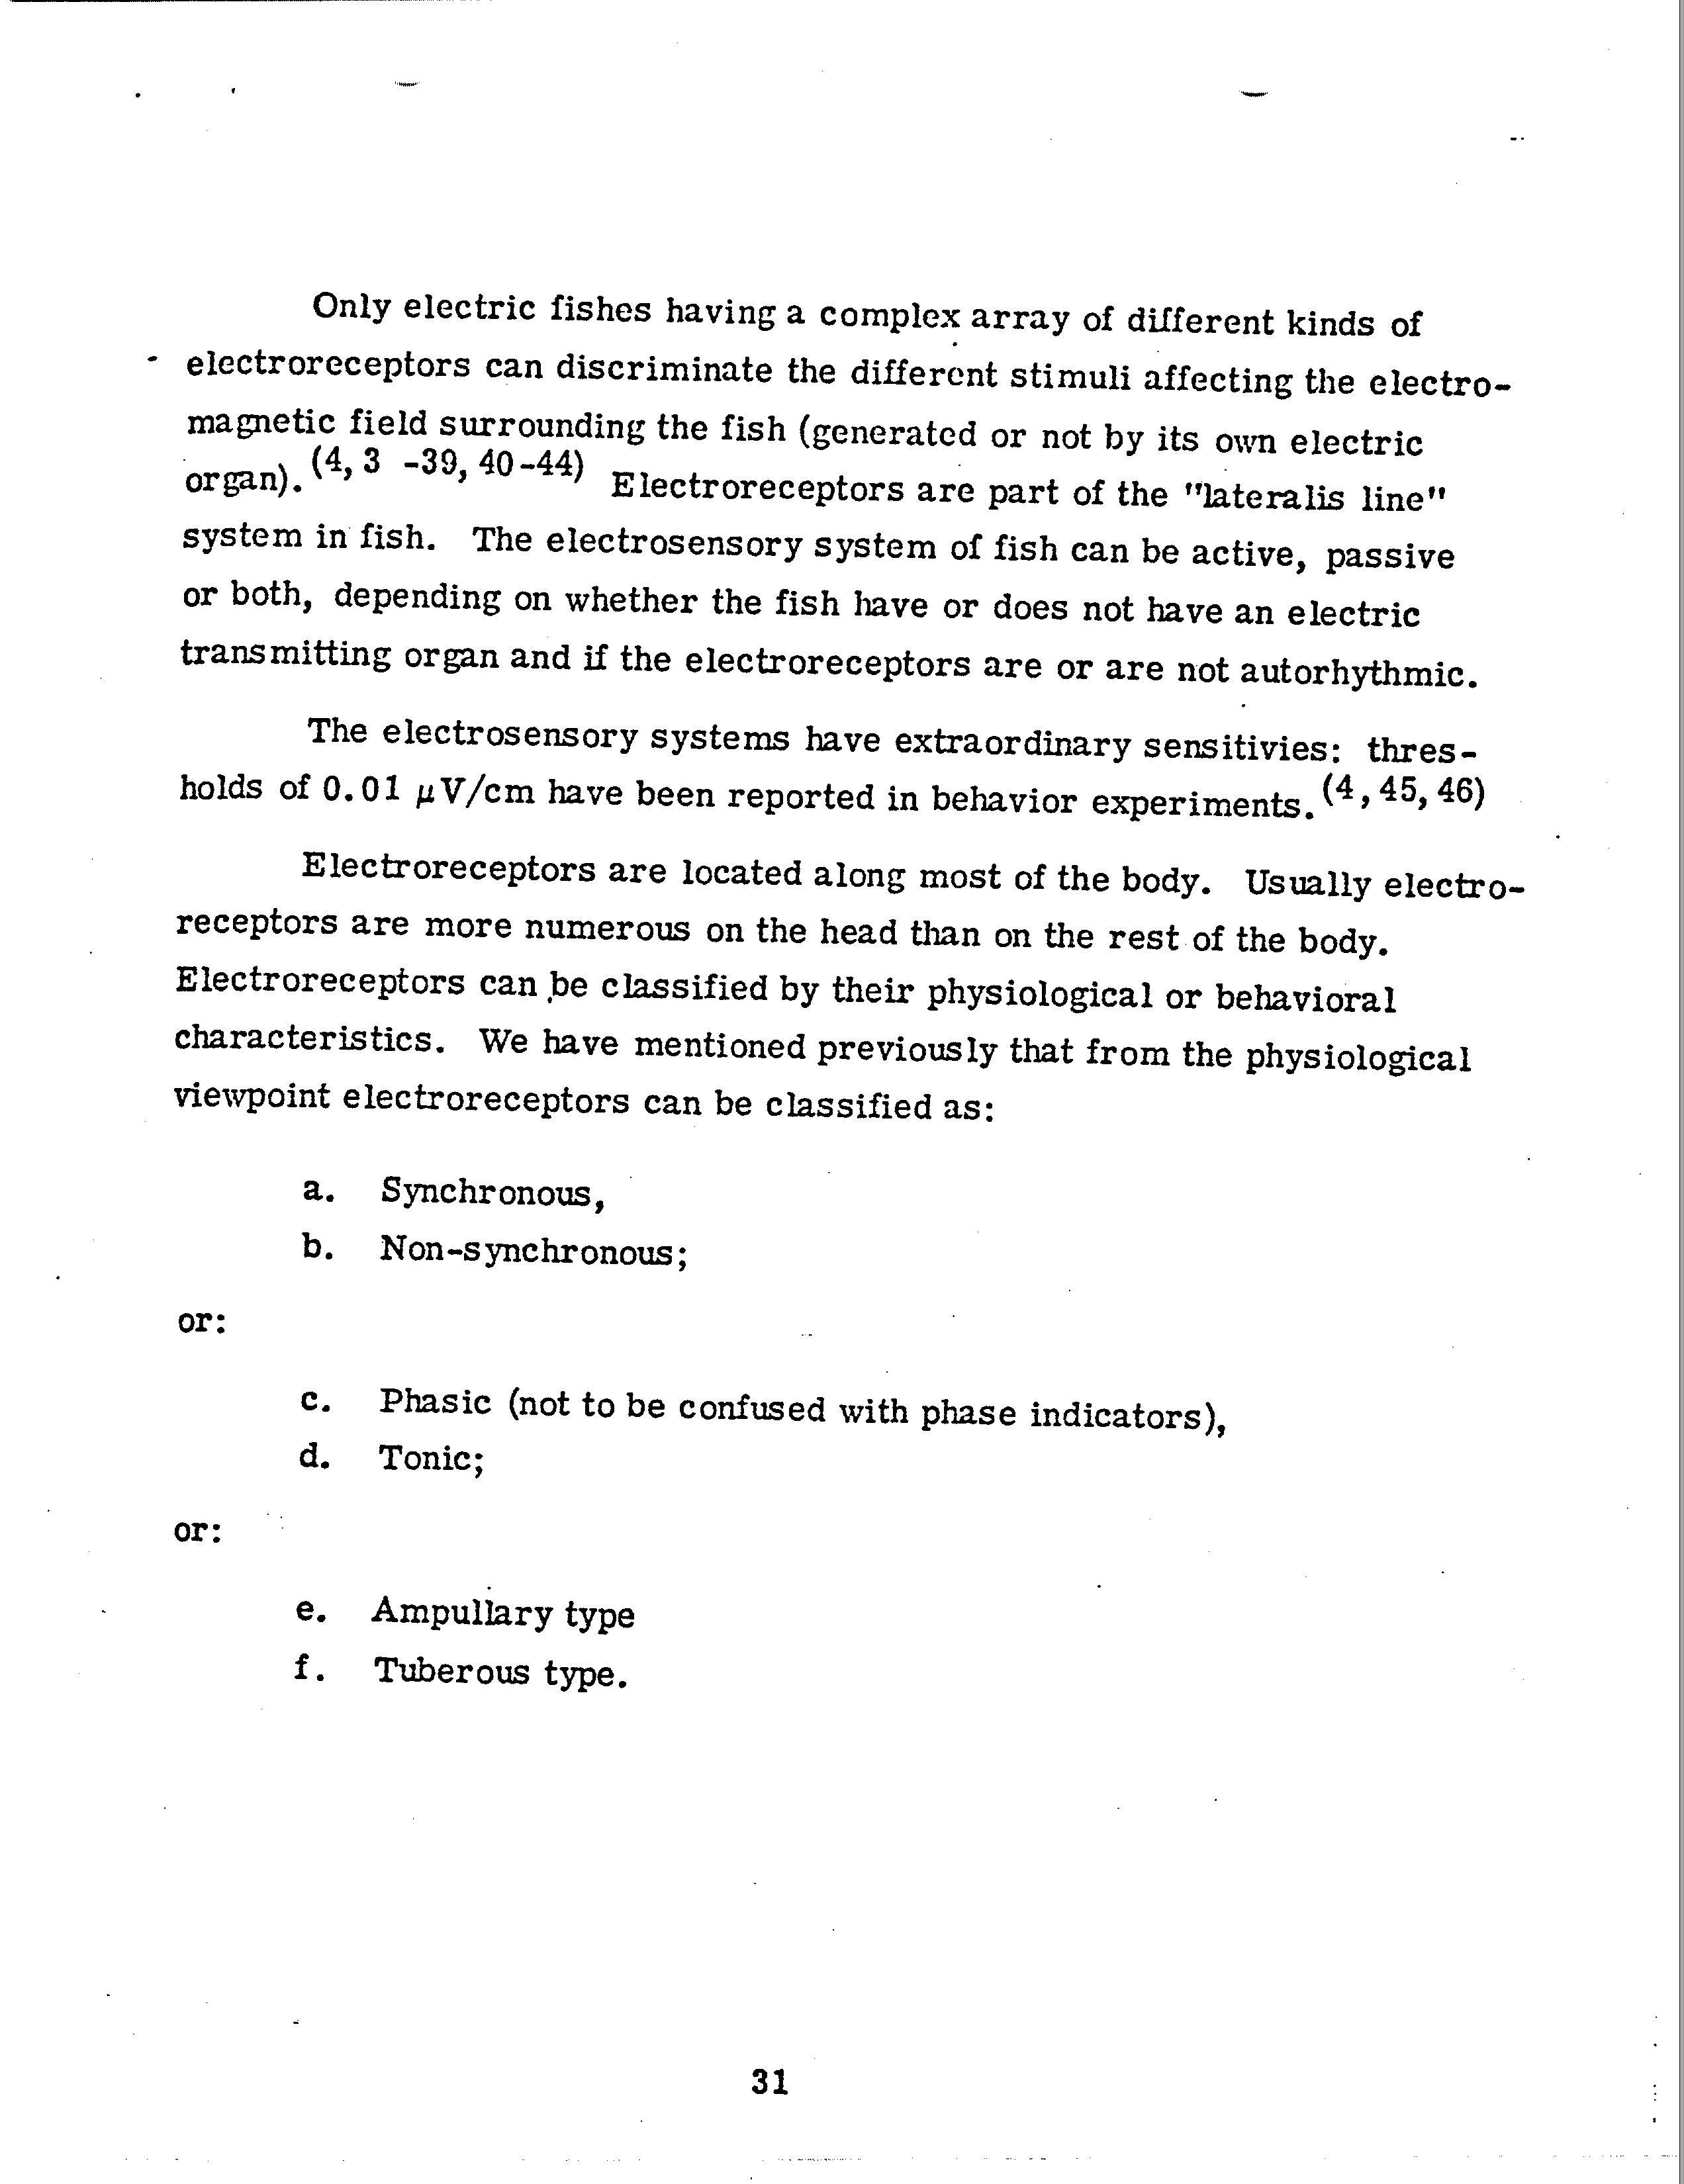 Only electric fishes having a complex array of different kinds of
electroreceptors can discriminate the different stimuli affecting the electro-
magnetic field surrounding the fish (generated or not by its own electric
organ). (4, 3 -39, 40-44) Electroreceptors are part of the "lateralis line"
system in fish. The electrosensory system of fish can be active, passive
or both, depending on whether the fish have or does not have an electric
transmitting organ and if the electroreceptors are or are not autorhythmic.
The electrosensory systems have extraordinary sensitivies: thres-
holds of 0.01 μV/cm have been reported in behavior experiments. (4, 45, 46)
Electroreceptors are located along most of the body. Usually electro-
receptors are more numerous on the head than on the rest of the body.
Electroreceptors can be classified by their physiological or behavioral
characteristics. We have mentioned previously that from the physiological
viewpoint electroreceptors can be classified as:
a. Synchronous,
b. Non-synchronous;
or:
c. Phasic (not to be confused with phase indicators),
d. Tonic;
or:
e. Ampullary type
f. Tuberous type.
31